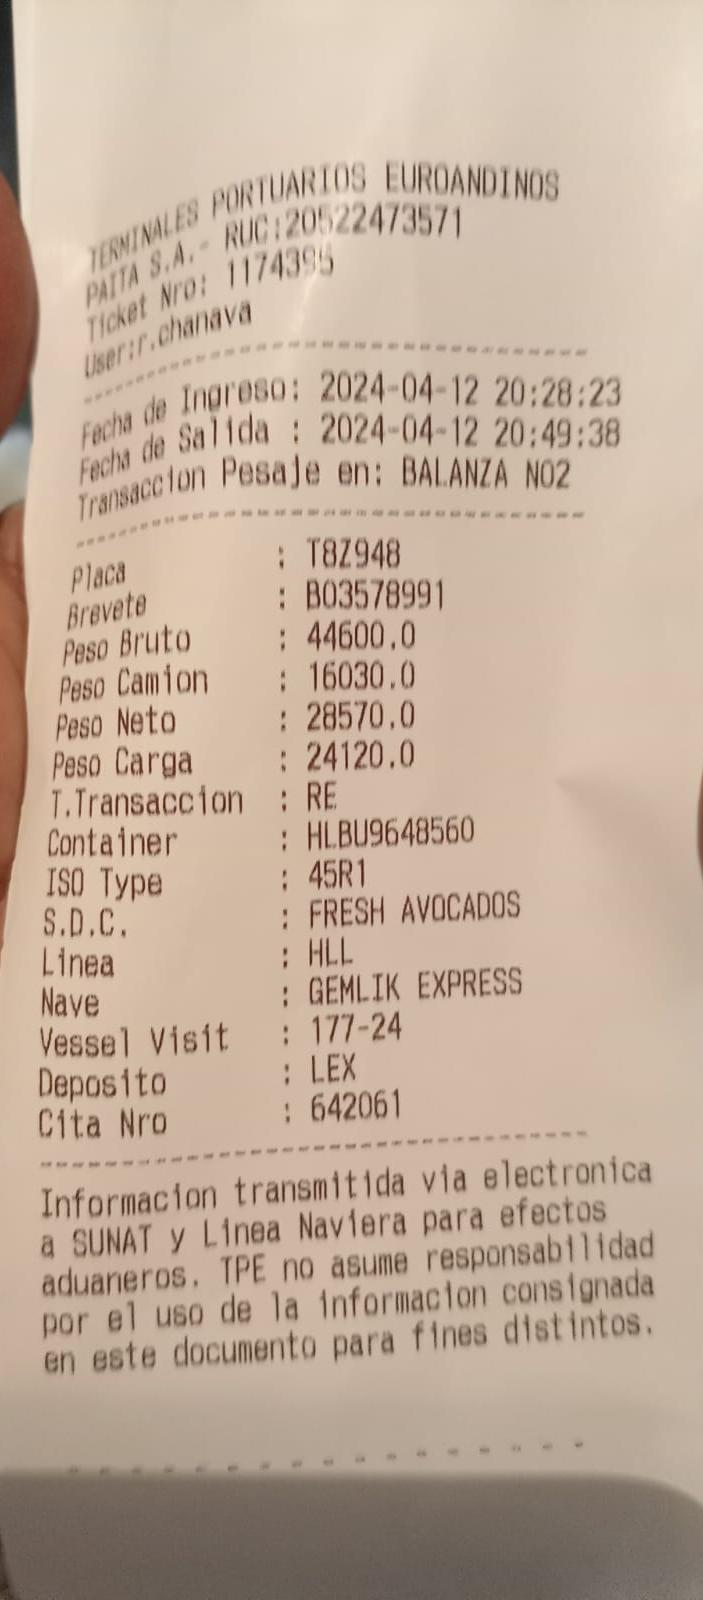 TERMINALES PORTUARIOS EUROANDINOS
PAITA S.A.- RUC:20522473571
Ticket Nro: 1174395
User:r.chanava
Fecha de Ingreso: 2024-04-12 20:28:23
Fecha de Salida : 2024-04-12 20:49:38
Transaccion Pesaje en: BALANZA NO2
Placa : T8Z948
Brevete : B03578991
Peso Bruto : 44600.0
Peso Camion : 16030.0
Peso Neto : 28570.0
Peso Carga : 24120.0
T.Transaccion : RE
Container : HLBU9648560
ISO Type : 45R1
S.D.C. : FRESH AVOCADOS
Linea : HLL
Nave : GEMLIK EXPRESS
Vessel Visit : 177-24
Deposito : LEX
Cita Nro : 642061
Informacion transmitida via electronica
a SUNAT y Linea Naviera para efectos
aduaneros. TPE no asume responsabilidad
por el uso de la informacion consignada
en este documento para fines distintos.